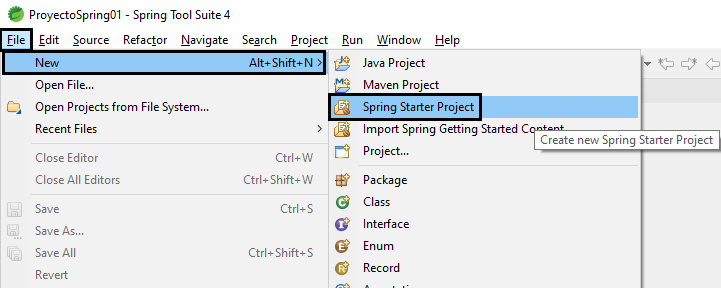 ProyectoSpring01 - Spring Tool Suite 4
File Edit Source Refactor Navigate Search Project Run Window Help
New Alt+Shift+N >
Open File...
Open Projects from File System...
Recent Files >
Close Editor Ctrl+W
Close All Editors Ctrl+Shift+W
Save Ctrl+S
Save As...
Save All Ctrl+Shift+S
Revert
Java Project
Maven Project
Spring Starter Project
Import Spring Getting Started Content
Create new Spring Starter Project
Project...
Package
Class
Interface
Enum
Record